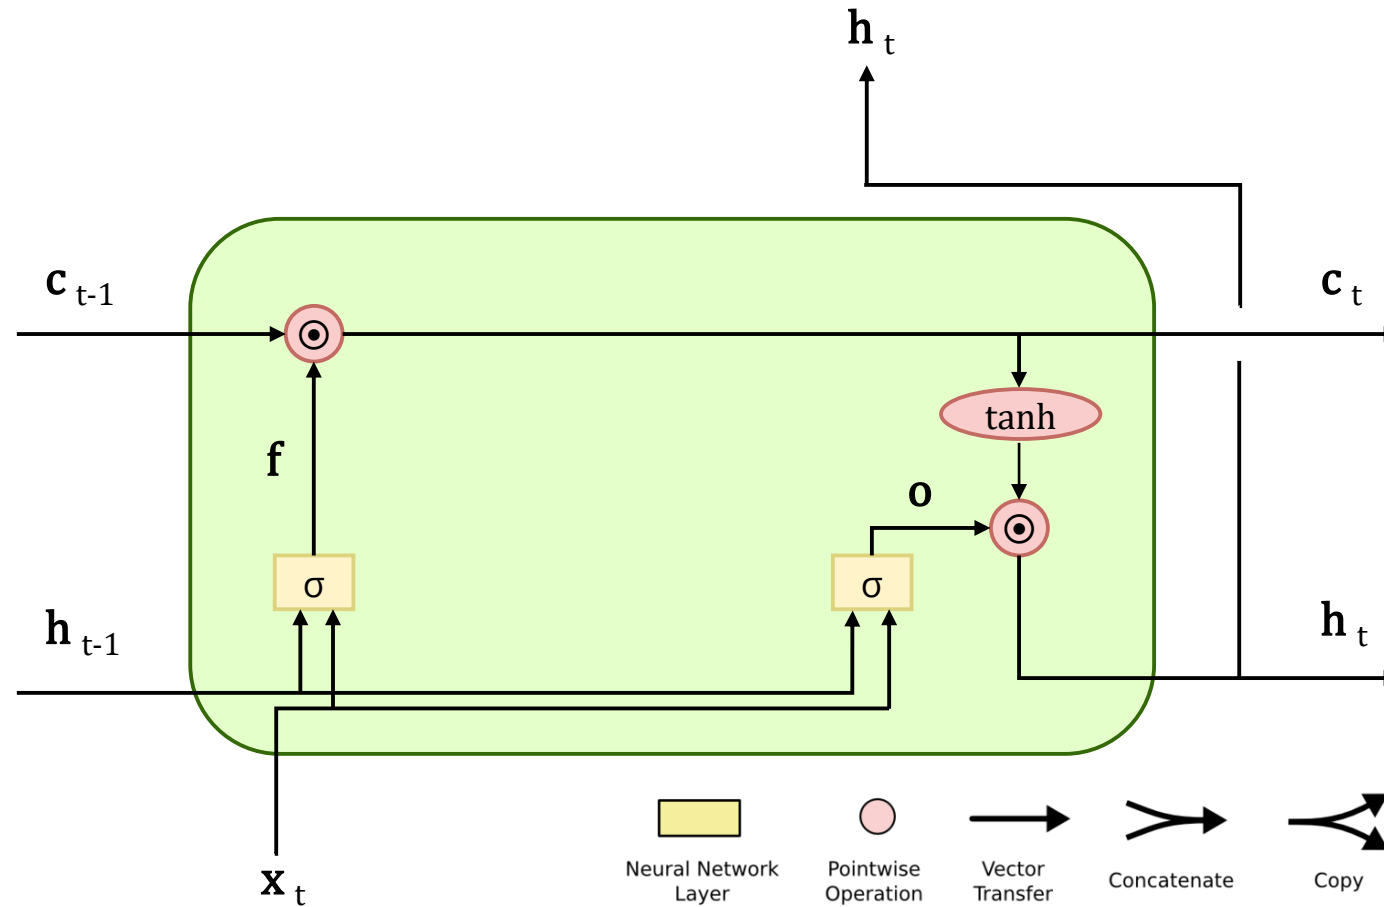 h t
c t-1
c t
⊙
tanh
f
o
⊙
σ
σ
h t-1
h t
x t
Neural Network
Layer
Pointwise
Operation
Vector
Transfer
Concatenate
Copy